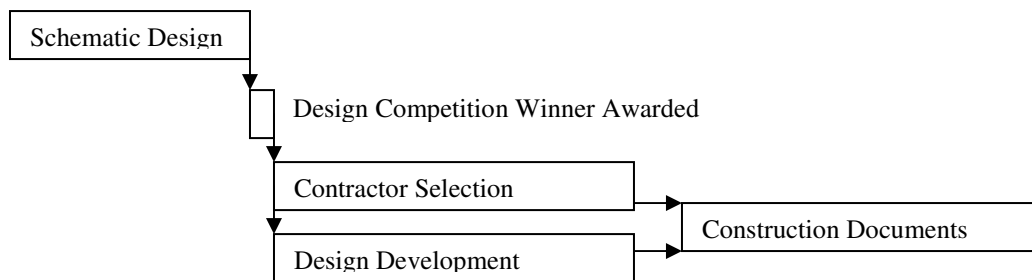 Schematic Design
Design Competition Winner Awarded
Contractor Selection
Construction Documents
Design Development